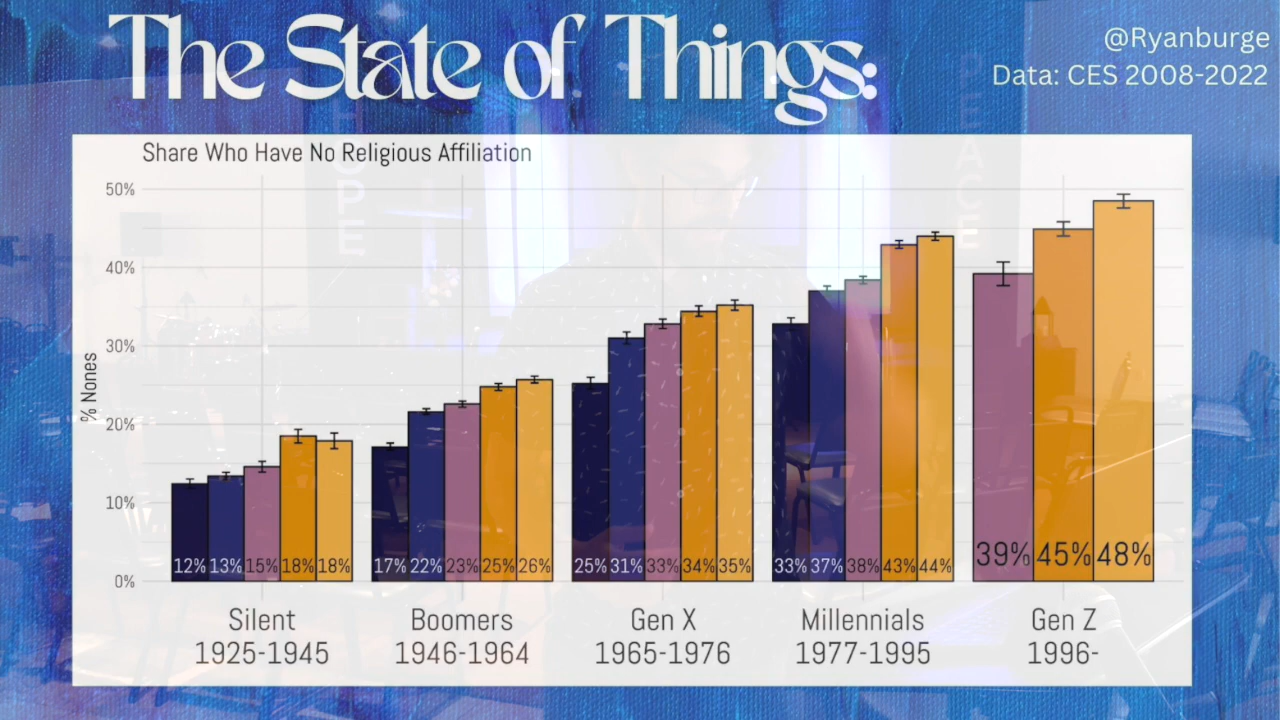 The State of Things:
@Ryanburge
Data: CES 2008-2022
HOPE
PEACE
Share Who Have No Religious Affiliation
% Nones
50%
40%
30%
20%
10%
0%
12% 13% 15% 18% 18%
17% 22% 23% 25% 26%
25% 31% 33% 34% 35%
33% 37% 38% 43% 44%
39% 45% 48%
Silent
1925-1945
Boomers
1946-1964
Gen X
1965-1976
Millennials
1977-1995
Gen Z
1996-